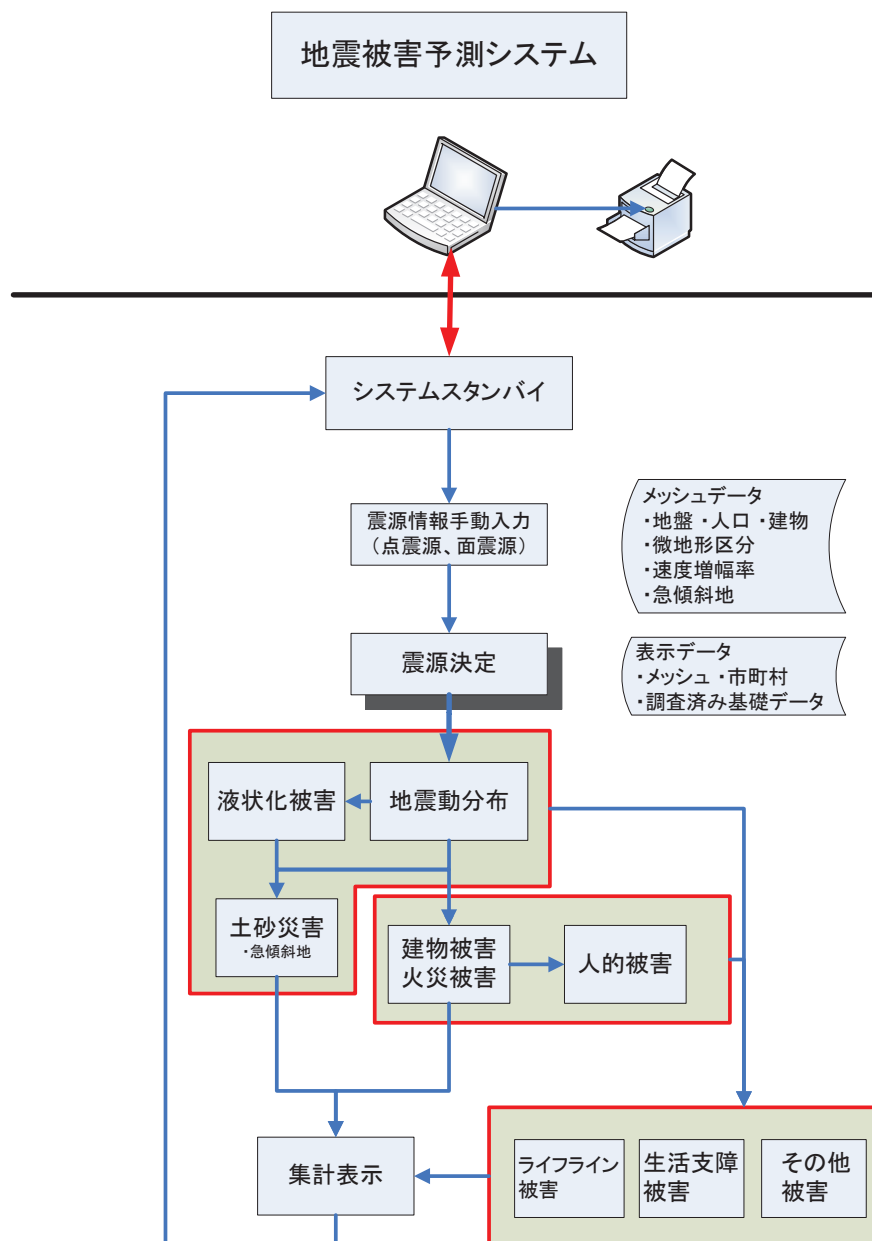 地震被害予測システム
システムスタンバイ
震源情報手動入力
（点震源、面震源）
メッシュデータ
・地盤 ・人口 ・建物
・微地形区分
・速度増幅率
・急傾斜地
震源決定
表示データ
・メッシュ ・市町村
・調査済み基礎データ
液状化被害
地震動分布
土砂災害
・急傾斜地
建物被害
火災被害
人的被害
集計表示
ライフライン
被害
生活支障
被害
その他
被害